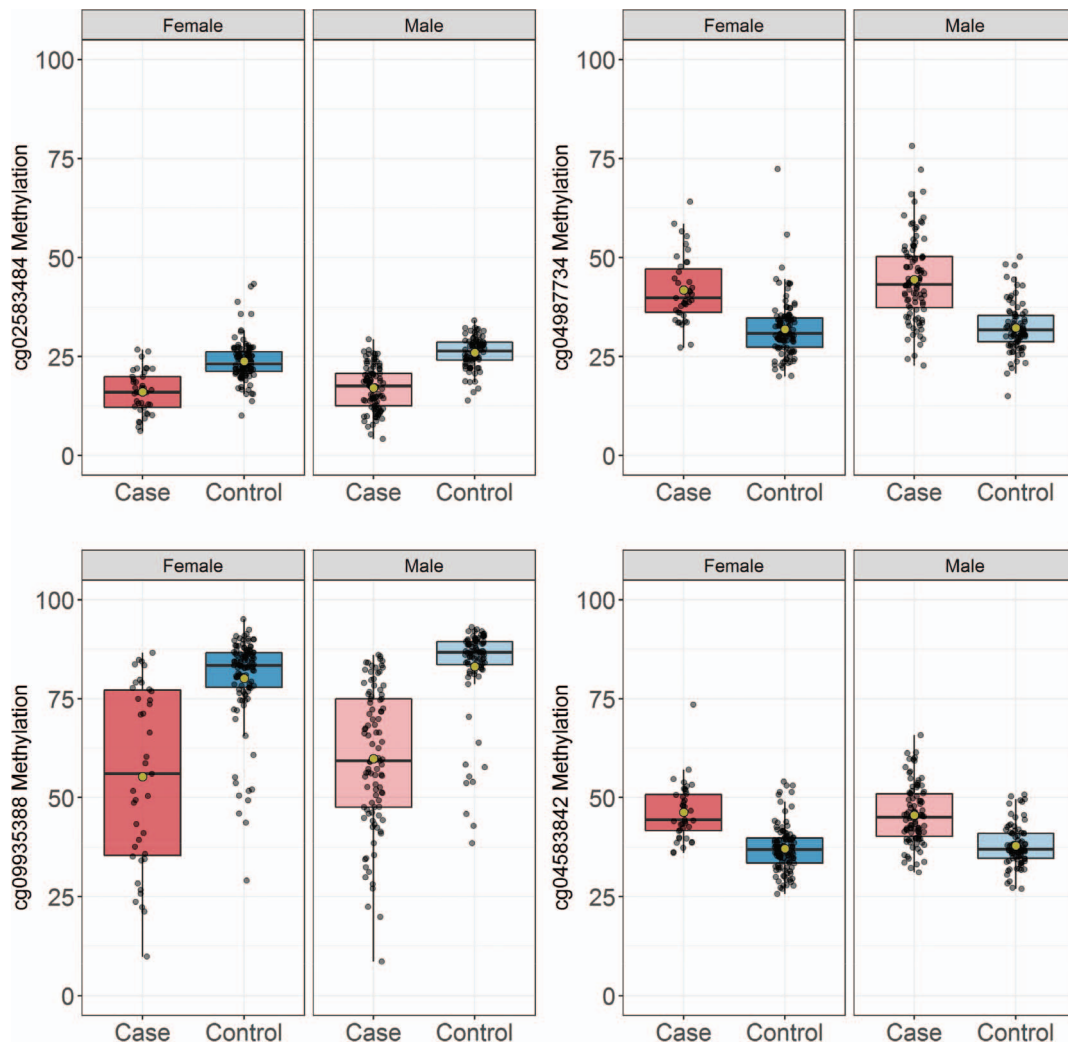 Female Male
100
75
50
25
0
cg02583484 Methylation
Case Control Case Control
Female Male
100
75
50
25
0
cg04987734 Methylation
Case Control Case Control
Female Male
100
75
50
25
0
cg09935388 Methylation
Case Control Case Control
Female Male
100
75
50
25
0
cg04583842 Methylation
Case Control Case Control